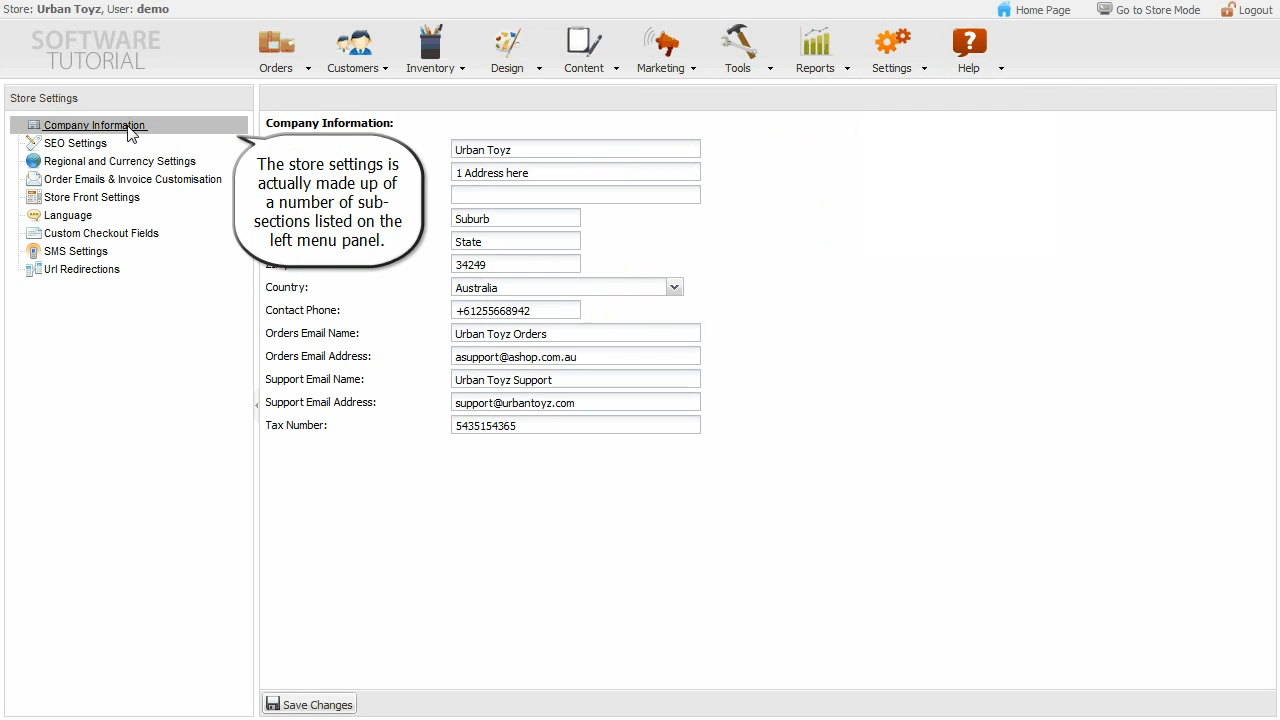 Store: Urban Toyz, User: demo
Home Page
Go to Store Mode
Logout
SOFTWARE
TUTORIAL
Orders
Customers
Inventory
Design
Content
Marketing
Tools
Reports
Settings
Help
Store Settings
Company Information
SEO Settings
Regional and Currency Settings
Order Emails & Invoice Customisation
Store Front Settings
Language
Custom Checkout Fields
SMS Settings
Url Redirections
The store settings is
actually made up of
a number of sub-
sections listed on the
left menu panel.
Company Information:
Urban Toyz
1 Address here
Suburb
State
34249
Country: Australia
Contact Phone: +61255668942
Orders Email Name: Urban Toyz Orders
Orders Email Address: asupport@ashop.com.au
Support Email Name: Urban Toyz Support
Support Email Address: support@urbantoyz.com
Tax Number: 5435154365
Save Changes